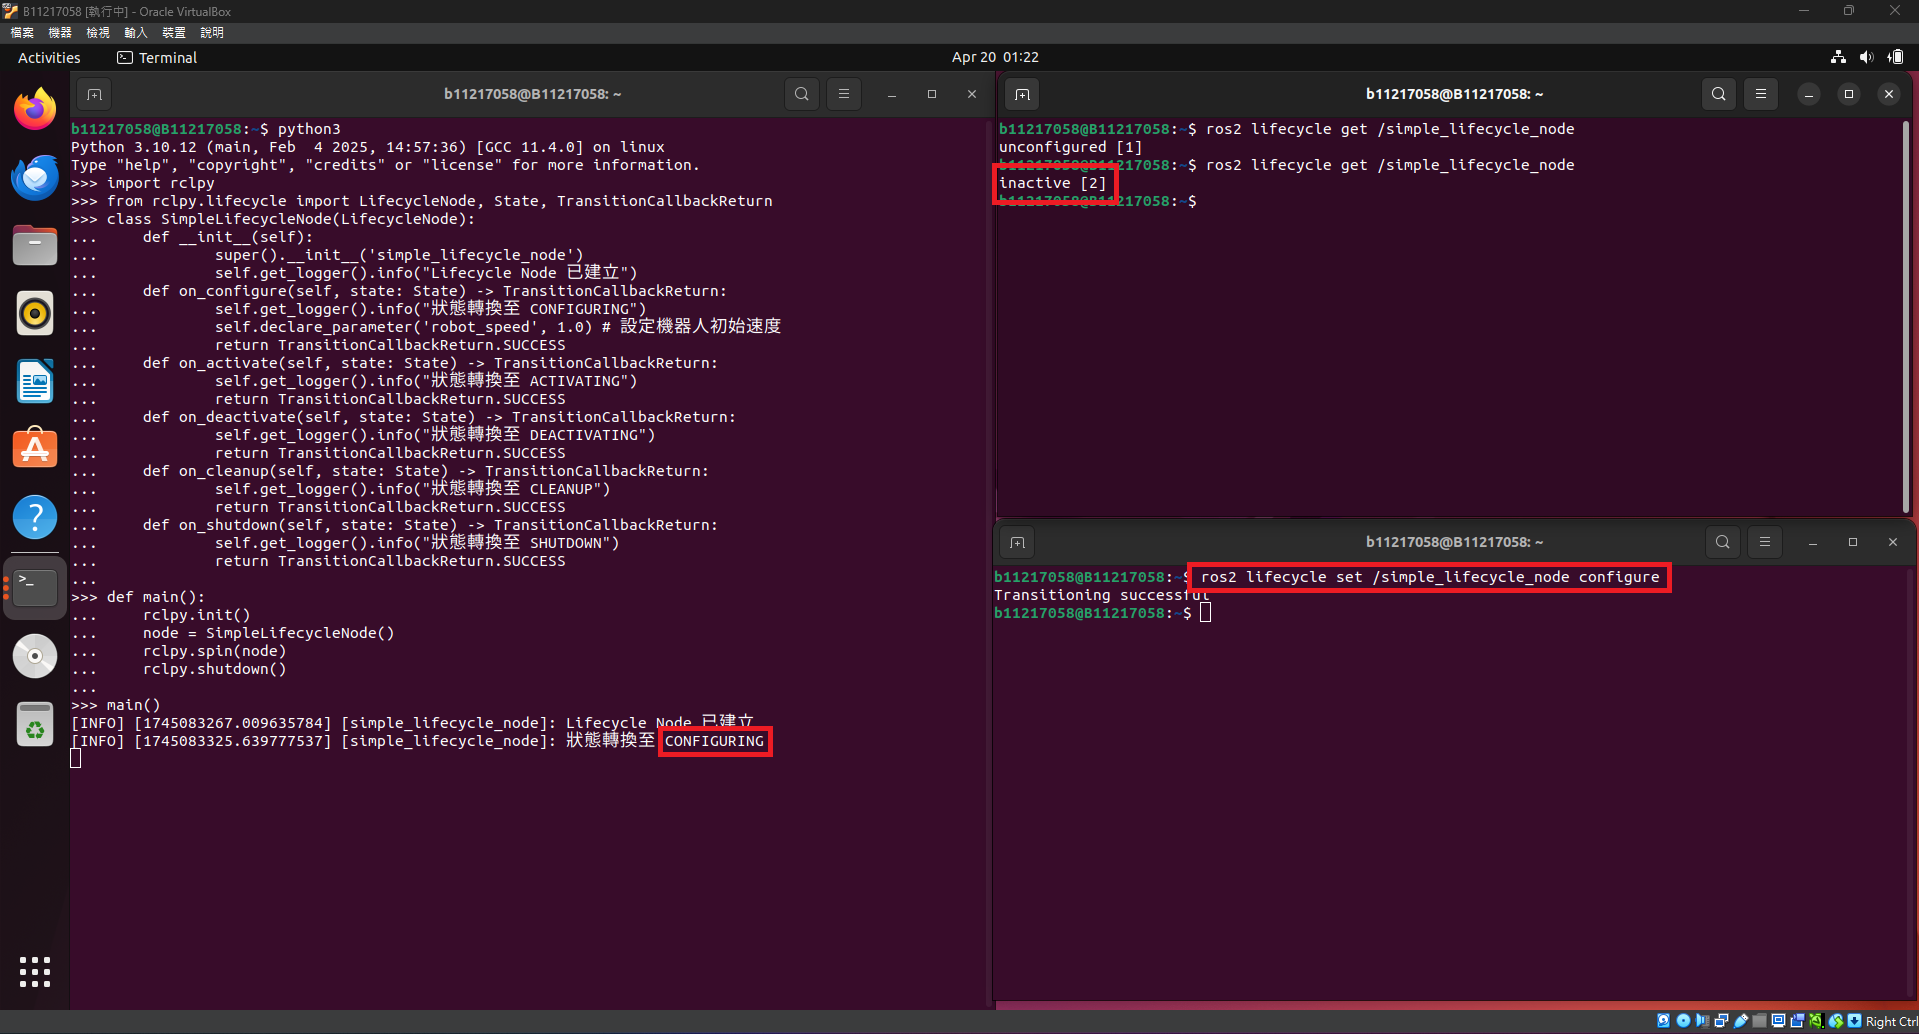 B11217058 [執行中] - Oracle VirtualBox
檔案 機器 檢視 輸入 裝置 說明
Activities Terminal Apr 20 01:22
b11217058@B11217058: ~
b11217058@B11217058:~$ python3
Python 3.10.12 (main, Feb  4 2025, 14:57:36) [GCC 11.4.0] on linux
Type "help", "copyright", "credits" or "license" for more information.
>>> import rclpy
>>> from rclpy.lifecycle import LifecycleNode, State, TransitionCallbackReturn
>>> class SimpleLifecycleNode(LifecycleNode):
...     def __init__(self):
...             super().__init__('simple_lifecycle_node')
...             self.get_logger().info("Lifecycle Node 已建立")
...     def on_configure(self, state: State) -> TransitionCallbackReturn:
...             self.get_logger().info("狀態轉換至 CONFIGURING")
...             self.declare_parameter('robot_speed', 1.0) # 設定機器人初始速度
...             return TransitionCallbackReturn.SUCCESS
...     def on_activate(self, state: State) -> TransitionCallbackReturn:
...             self.get_logger().info("狀態轉換至 ACTIVATING")
...             return TransitionCallbackReturn.SUCCESS
...     def on_deactivate(self, state: State) -> TransitionCallbackReturn:
...             self.get_logger().info("狀態轉換至 DEACTIVATING")
...             return TransitionCallbackReturn.SUCCESS
...     def on_cleanup(self, state: State) -> TransitionCallbackReturn:
...             self.get_logger().info("狀態轉換至 CLEANUP")
...             return TransitionCallbackReturn.SUCCESS
...     def on_shutdown(self, state: State) -> TransitionCallbackReturn:
...             self.get_logger().info("狀態轉換至 SHUTDOWN")
...             return TransitionCallbackReturn.SUCCESS
...
>>> def main():
...     rclpy.init()
...     node = SimpleLifecycleNode()
...     rclpy.spin(node)
...     rclpy.shutdown()
...
>>> main()
[INFO] [1745083267.009635784] [simple_lifecycle_node]: Lifecycle Node 已建立
[INFO] [1745083325.639777537] [simple_lifecycle_node]: 狀態轉換至 CONFIGURING
b11217058@B11217058: ~
b11217058@B11217058:~$ ros2 lifecycle get /simple_lifecycle_node
unconfigured [1]
b11217058@B11217058:~$ ros2 lifecycle get /simple_lifecycle_node
inactive [2]
b11217058@B11217058:~$
b11217058@B11217058: ~
b11217058@B11217058:~$ ros2 lifecycle set /simple_lifecycle_node configure
Transitioning successful
b11217058@B11217058:~$
Right Ctrl